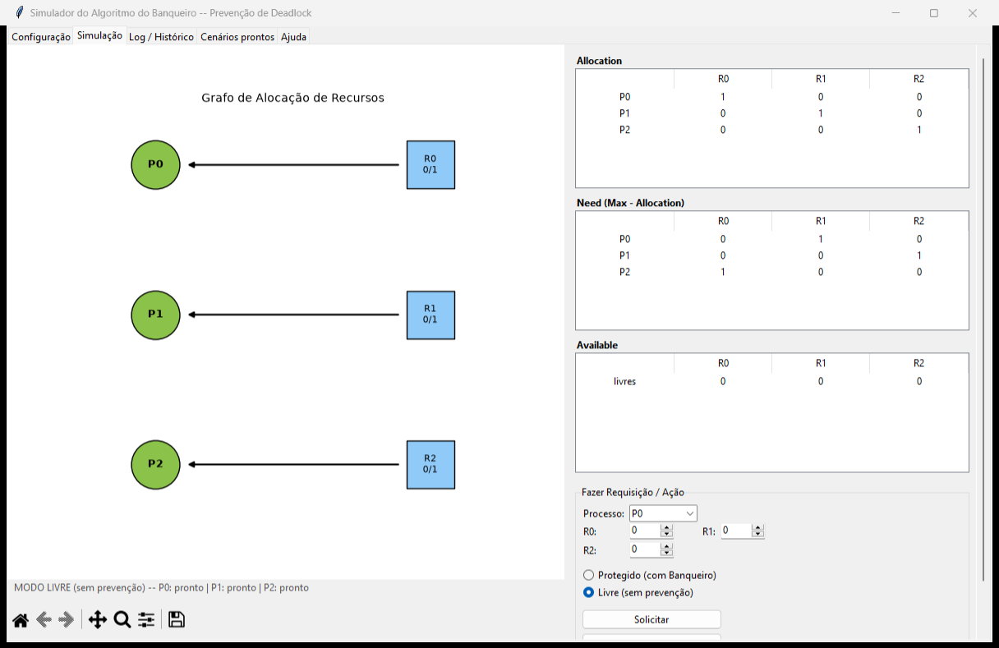 Simulador do Algoritmo do Banqueiro -- Prevenção de Deadlock
Configuração Simulação Log / Histórico Cenários prontos Ajuda
Grafo de Alocação de Recursos
P0
R0
0/1
P1
R1
0/1
P2
R2
0/1
MODO LIVRE (sem prevenção) -- P0: pronto | P1: pronto | P2: pronto
Allocation
R0 R1 R2
P0 1 0 0
P1 0 1 0
P2 0 0 1
Need (Max - Allocation)
R0 R1 R2
P0 0 1 0
P1 0 0 1
P2 1 0 0
Available
R0 R1 R2
livres 0 0 0
Fazer Requisição / Ação
Processo: P0
R0: 0 R1: 0
R2: 0
Protegido (com Banqueiro)
Livre (sem prevenção)
Solicitar